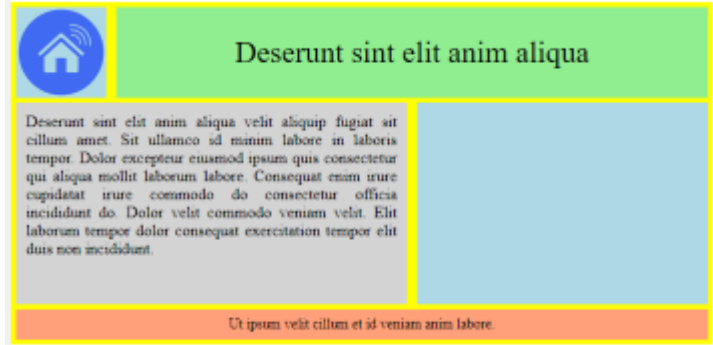 Deserunt sint elit anim aliqua
Deserunt sint elit anim aliqua velit aliquip fugiat sit
cillum amet. Sit ullamco id minim labore in laboris
tempor. Dolor excepteur eiusmod ipsum quis consectetur
qui aliqua mollit laborum labore. Consequat enim irure
cupidatat irure commodo do consectetur officia
incididunt do. Dolor velit commodo veniam velit. Elit
laborum tempor dolor consequat exercitation tempor elit
duis non incididunt.
Ut ipsum velit cillum et id veniam anim labore.